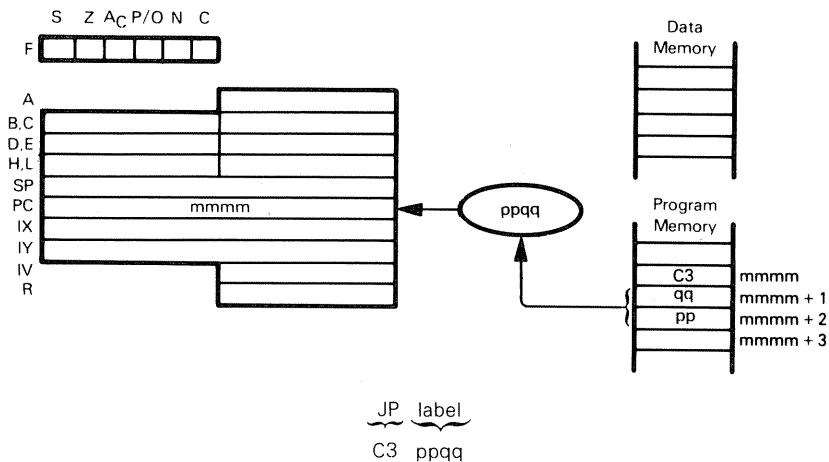 S Z AC P/O N C
F
Data
Memory
A
B,C
D,E
H,L
SP
PC mmmm
IX
IY
IV
R
ppqq
Program
Memory
C3 mmmm
qq mmmm + 1
pp mmmm + 2
mmmm + 3
JP label
C3 ppqq